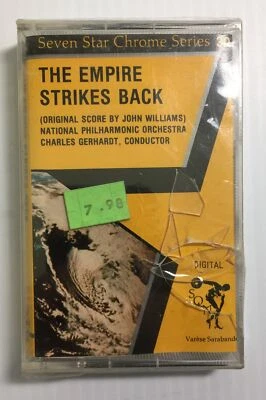 Seven Star Chrome Series
THE EMPIRE
STRIKES BACK
(ORIGINAL SCORE BY JOHN WILLIAMS)
NATIONAL PHILHARMONIC ORCHESTRA
CHARLES GERHARDT, CONDUCTOR
7.98
DIGITAL
Varèse Sarabande